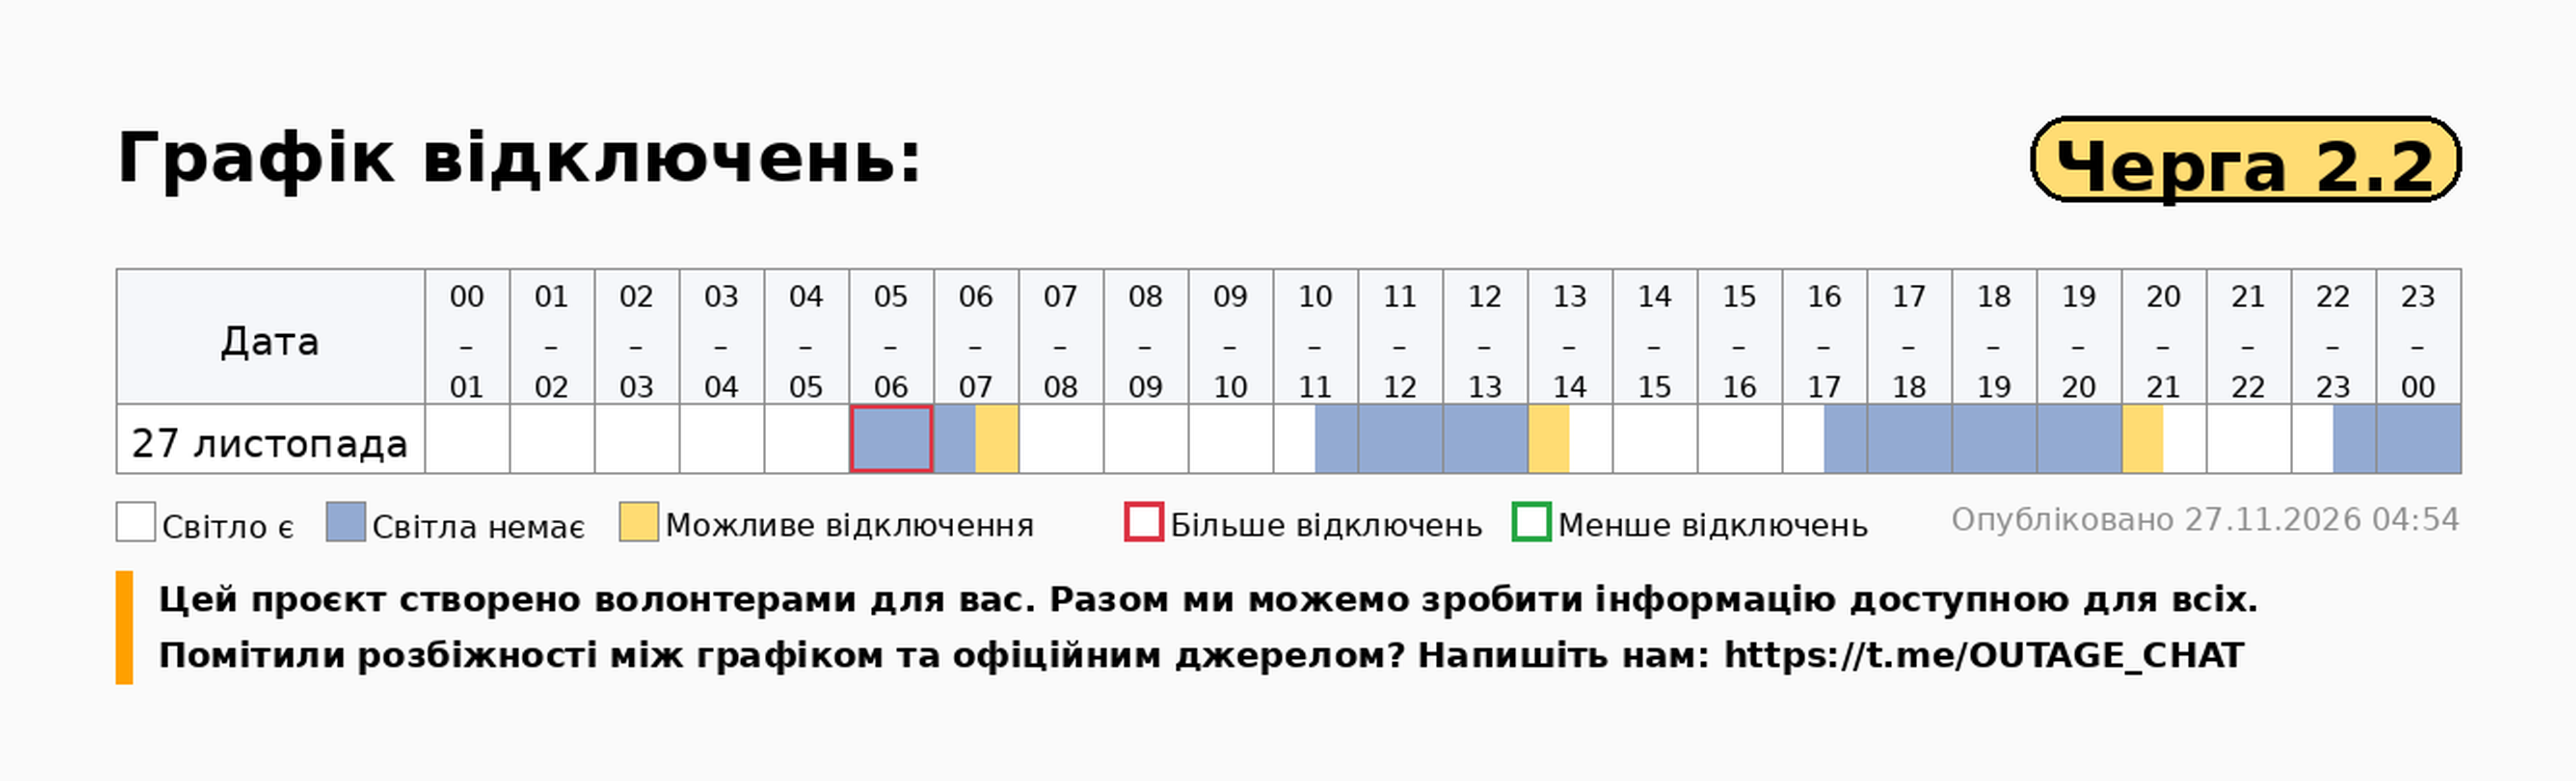 Графік відключень:
Черга 2.2
Дата 00 – 01 01 – 02 02 – 03 03 – 04 04 – 05 05 – 06 06 – 07 07 – 08 08 – 09 09 – 10 10 – 11 11 – 12 12 – 13 13 – 14 14 – 15 15 – 16 16 – 17 17 – 18 18 – 19 19 – 20 20 – 21 21 – 22 22 – 23 23 – 00
27 листопада
Світло є Світла немає Можливе відключення Більше відключень Менше відключень Опубліковано 27.11.2026 04:54
Цей проєкт створено волонтерами для вас. Разом ми можемо зробити інформацію доступною для всіх.
Помітили розбіжності між графіком та офіційним джерелом? Напишіть нам: https://t.me/OUTAGE_CHAT